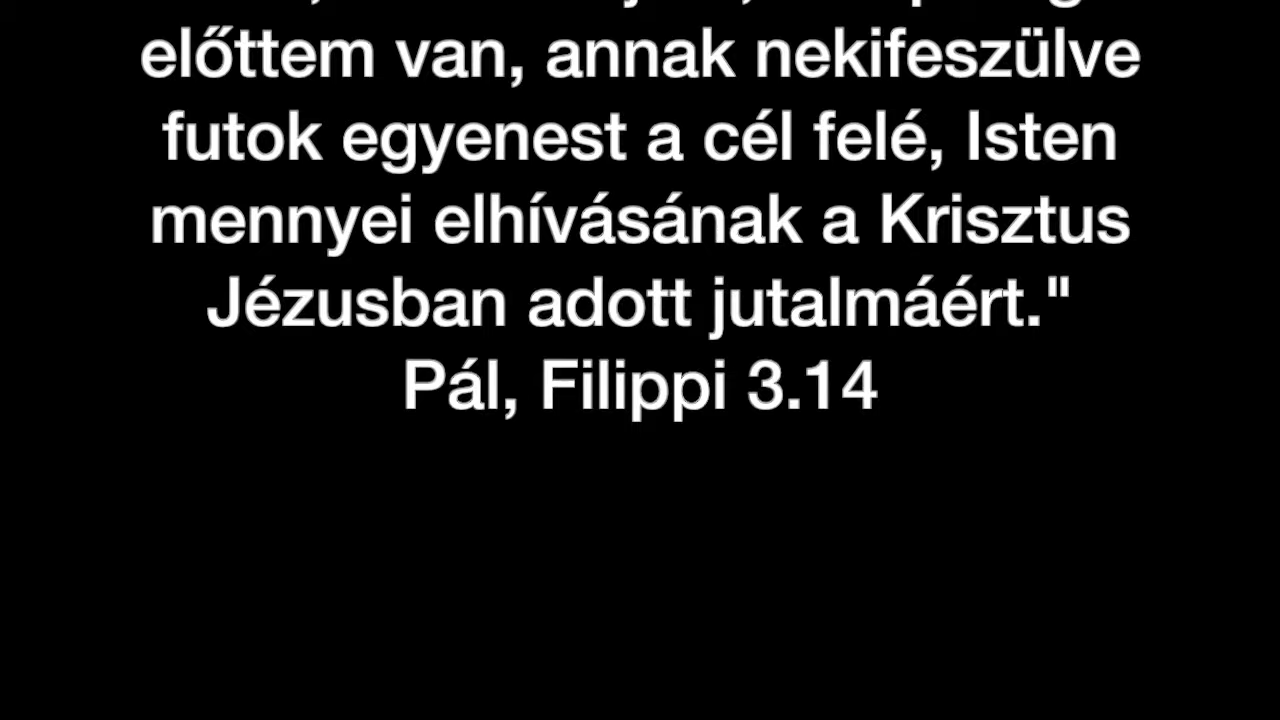 előttem van, annak nekifeszülve
futok egyenest a cél felé, Isten
mennyei elhívásának a Krisztus
Jézusban adott jutalmáért."
Pál, Filippi 3.14